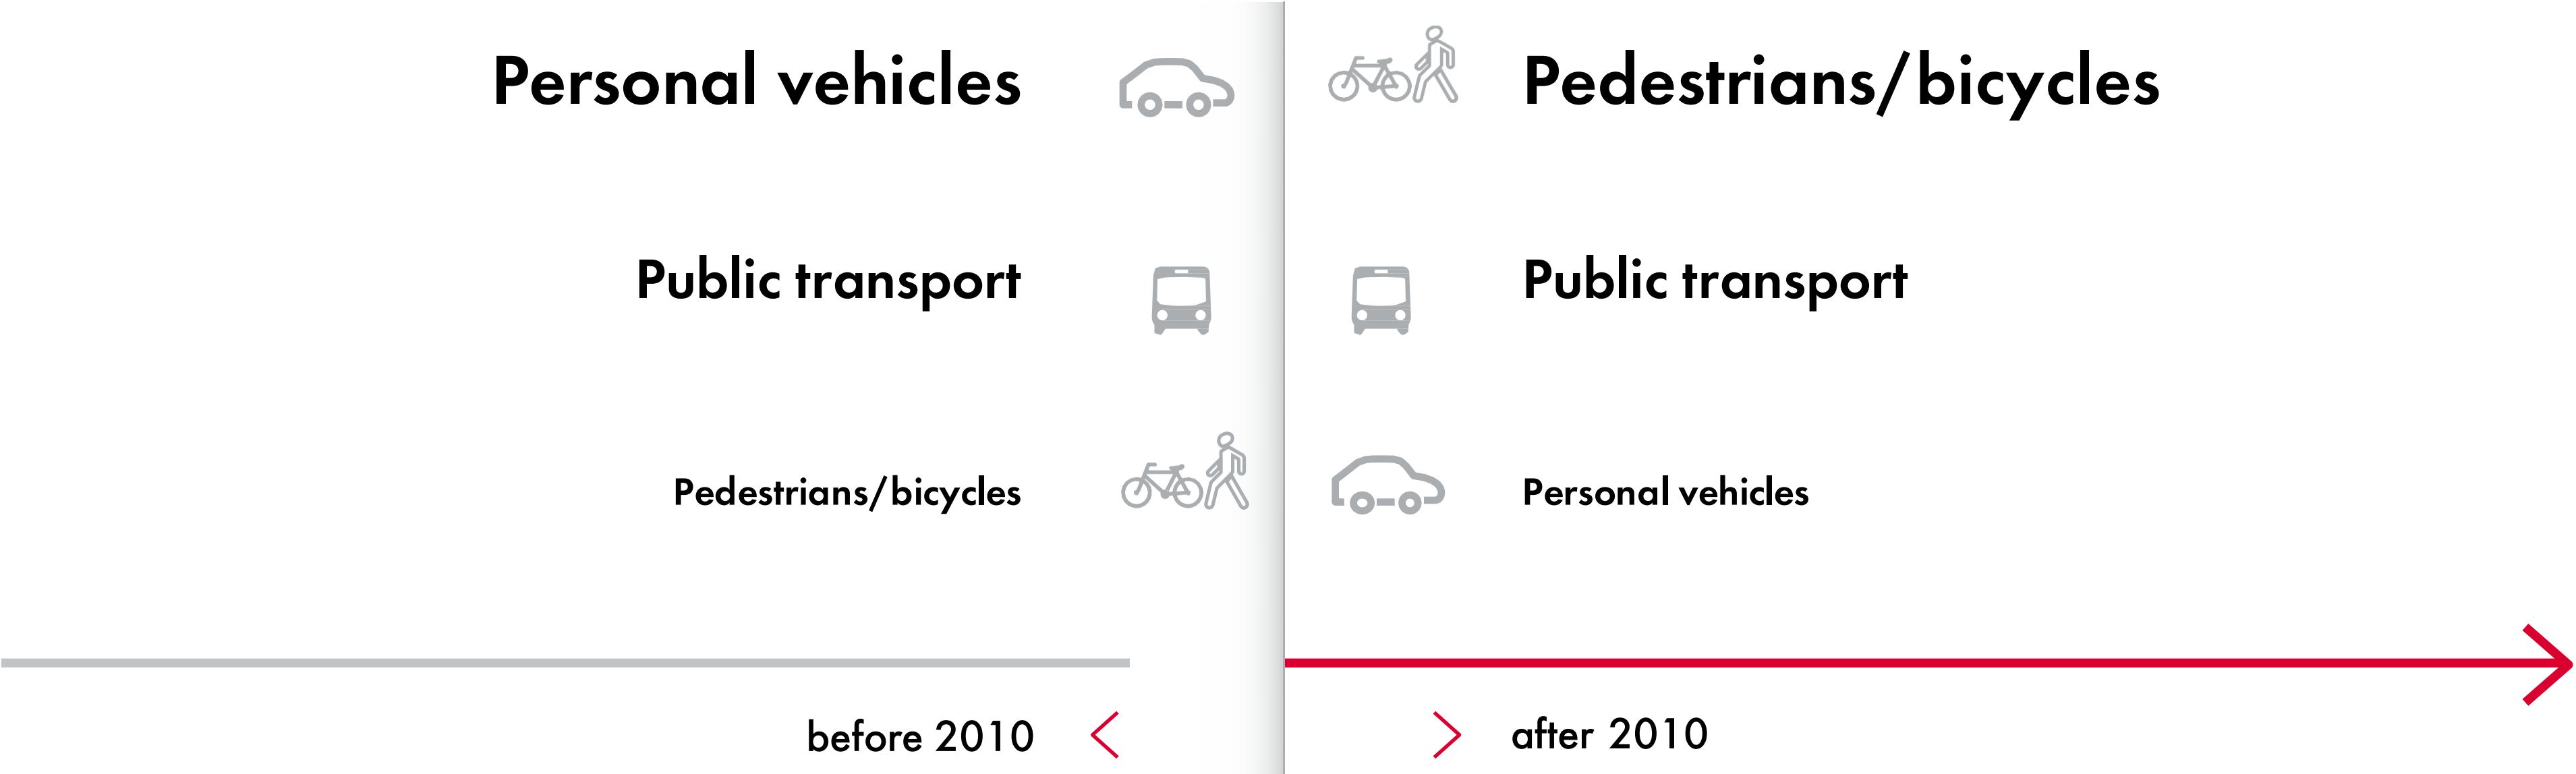 Personal vehicles
Public transport
Pedestrians/bicycles
before 2010
Pedestrians/bicycles
Public transport
Personal vehicles
after 2010